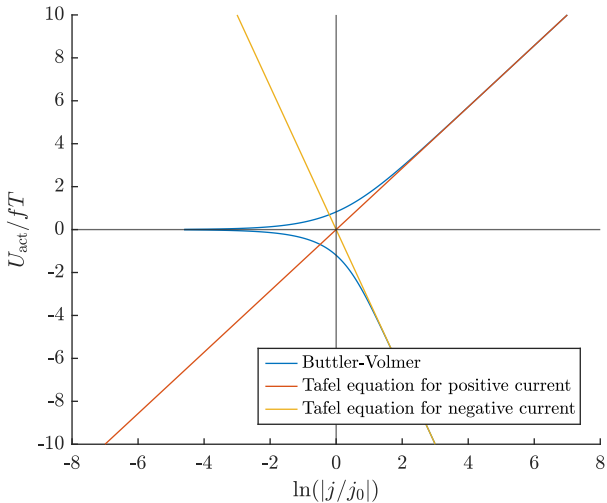 10
8
6
4
2
0
-2
-4
-6
-8
-10
U_act/fT
Buttler-Volmer
Tafel equation for positive current
Tafel equation for negative current
-8 -6 -4 -2 0 2 4 6 8
ln(|j/j_0|)